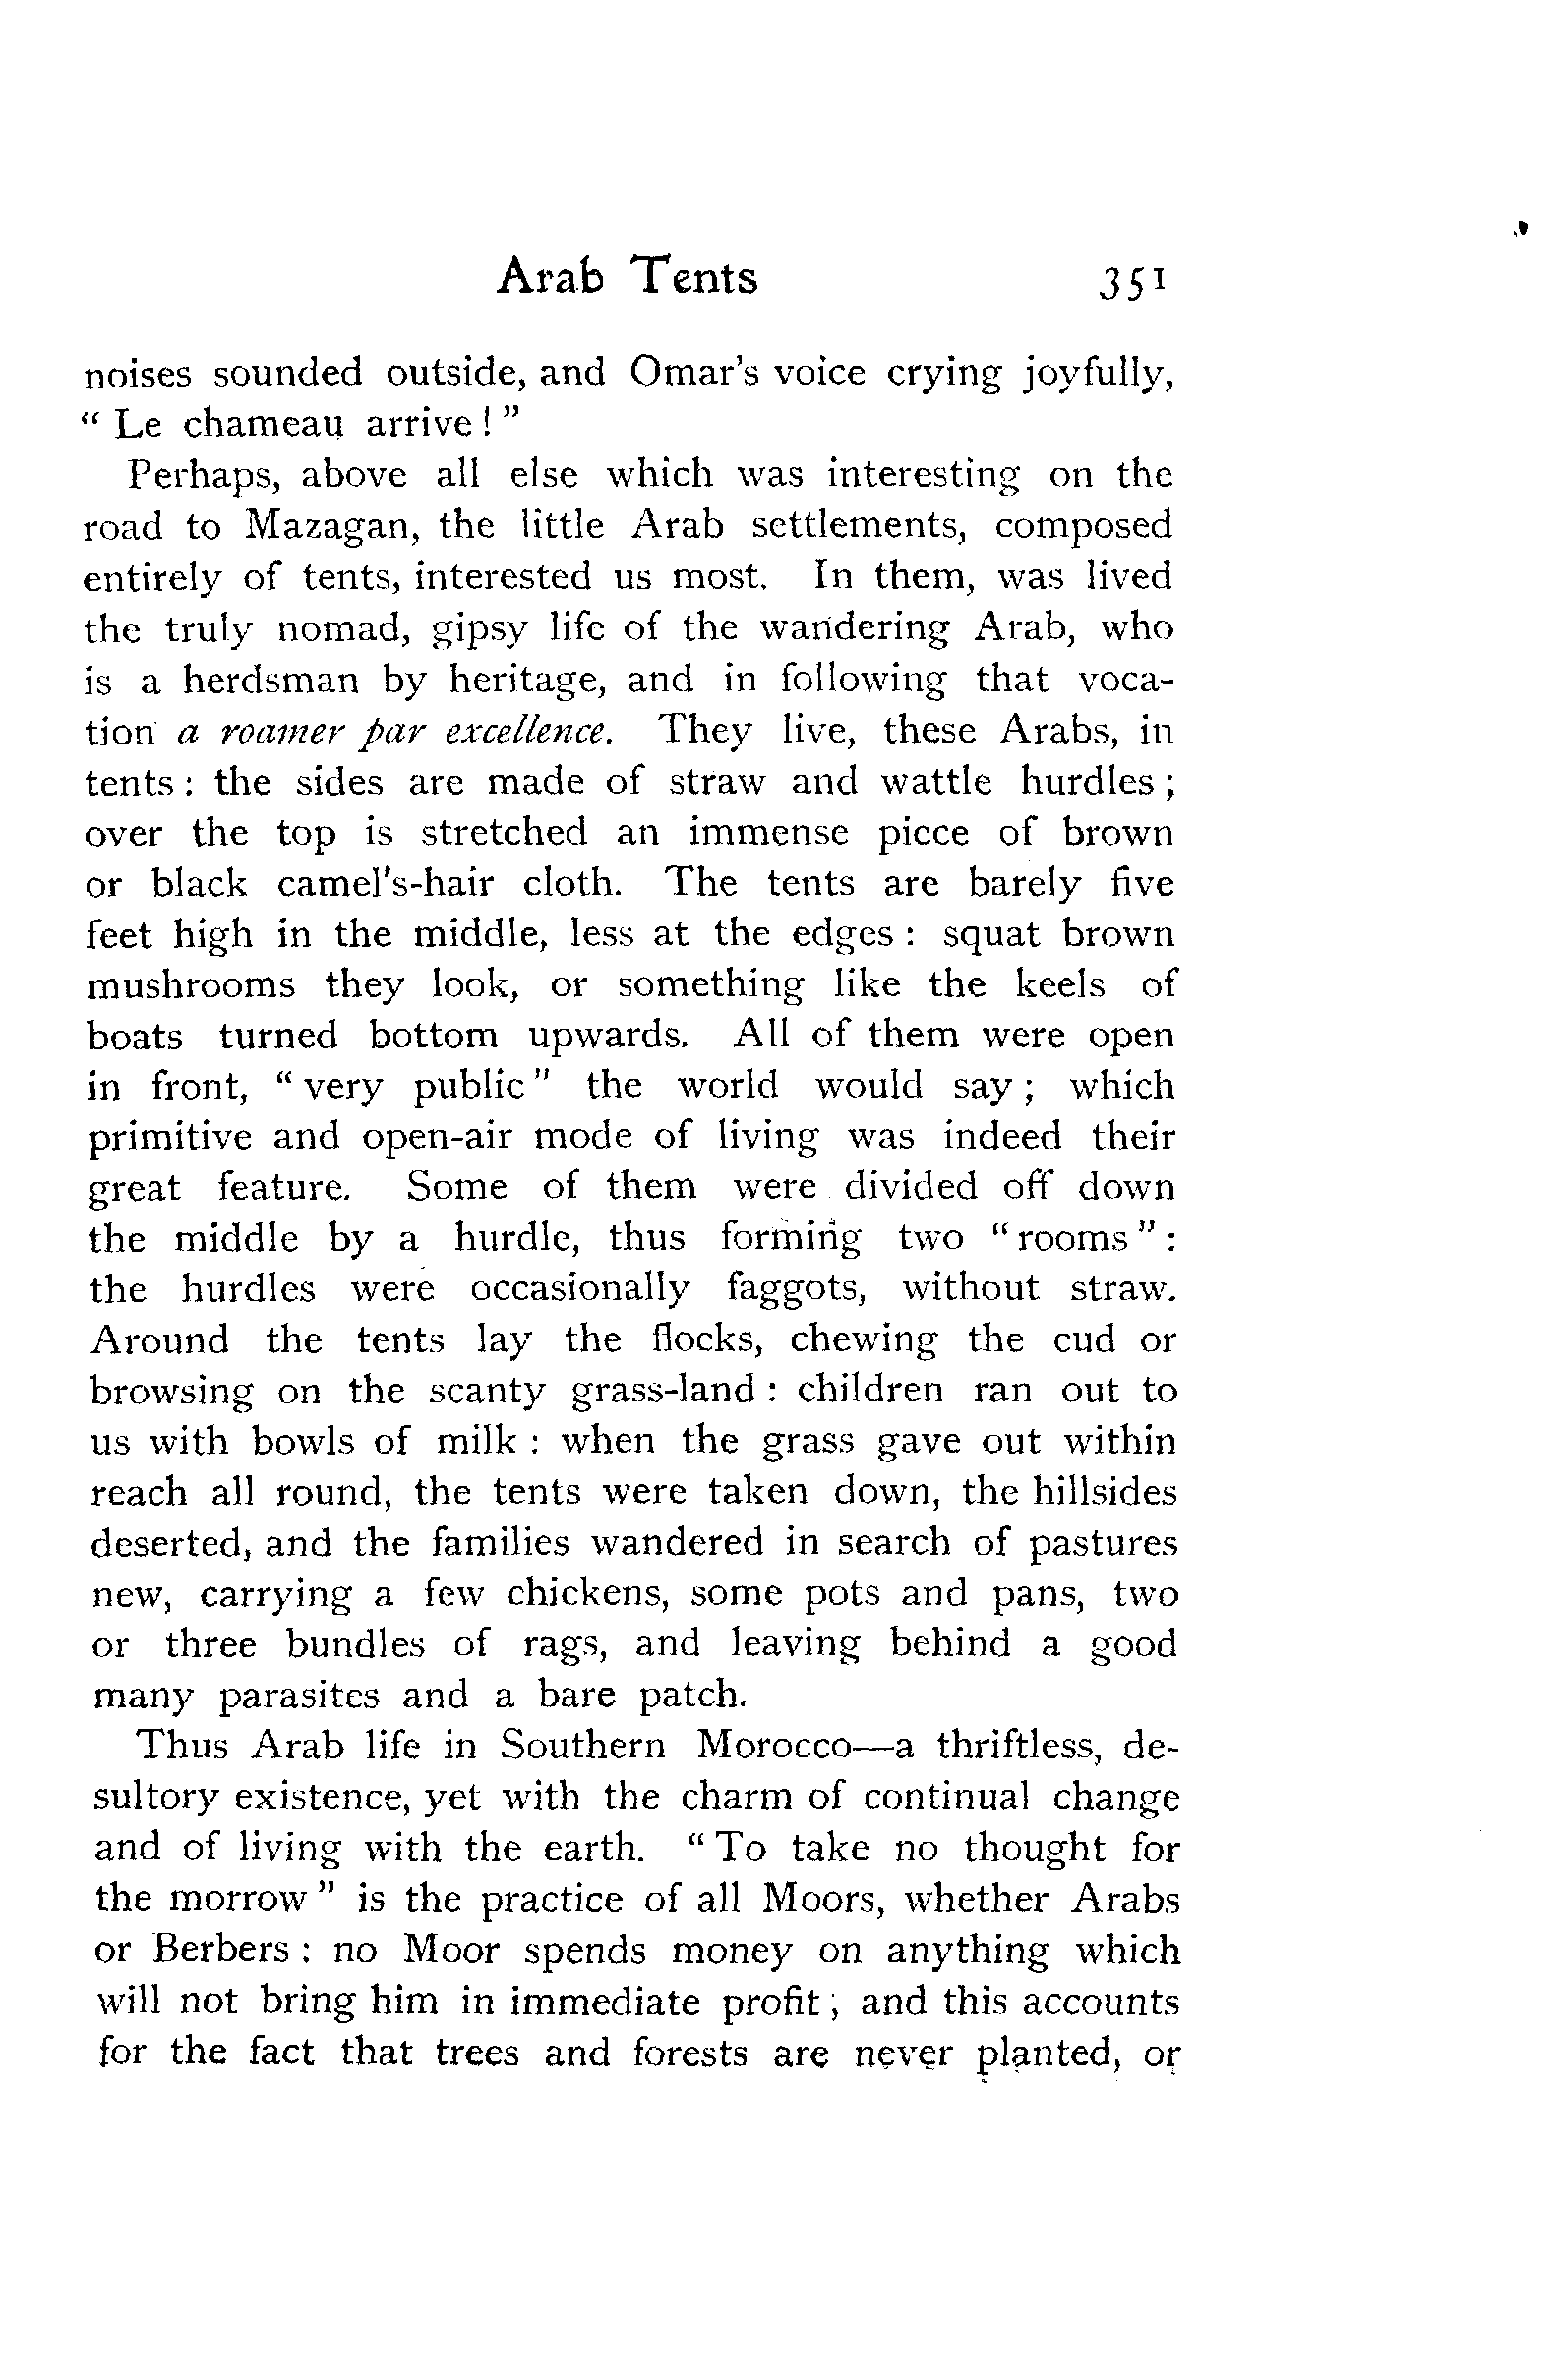 Arab Tents 351
noises sounded outside, and Omar's voice crying joyfully,
" Le chameau arrive ! "
Perhaps, above all else which was interesting on the
road to Mazagan, the little Arab settlements, composed
entirely of tents, interested us most. In them, was lived
the truly nomad, gipsy life of the wandering Arab, who
is a herdsman by heritage, and in following that voca-
tion a roamer par excellence. They live, these Arabs, in
tents : the sides are made of straw and wattle hurdles ;
over the top is stretched an immense piece of brown
or black camel's-hair cloth. The tents are barely five
feet high in the middle, less at the edges : squat brown
mushrooms they look, or something like the keels of
boats turned bottom upwards. All of them were open
in front, " very public " the world would say ; which
primitive and open-air mode of living was indeed their
great feature. Some of them were divided off down
the middle by a hurdle, thus forming two " rooms " :
the hurdles were occasionally faggots, without straw.
Around the tents lay the flocks, chewing the cud or
browsing on the scanty grass-land : children ran out to
us with bowls of milk : when the grass gave out within
reach all round, the tents were taken down, the hillsides
deserted, and the families wandered in search of pastures
new, carrying a few chickens, some pots and pans, two
or three bundles of rags, and leaving behind a good
many parasites and a bare patch.
Thus Arab life in Southern Morocco—a thriftless, de-
sultory existence, yet with the charm of continual change
and of living with the earth. " To take no thought for
the morrow " is the practice of all Moors, whether Arabs
or Berbers : no Moor spends money on anything which
will not bring him in immediate profit ; and this accounts
for the fact that trees and forests are never planted, or